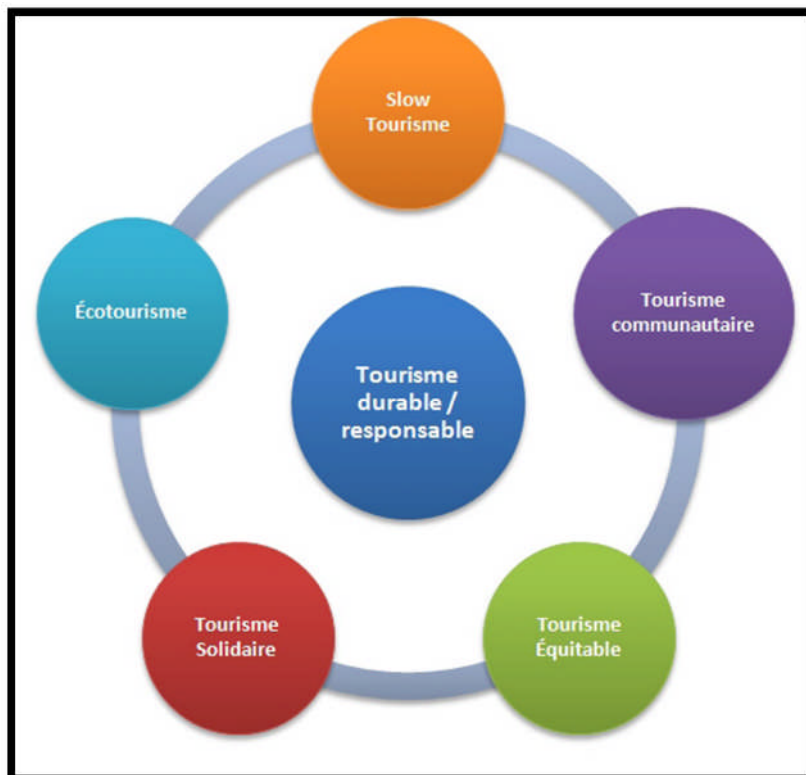 Slow
Tourisme
Tourisme
communautaire
Tourisme
Équitable
Tourisme
Solidaire
Écotourisme
Tourisme
durable /
responsable